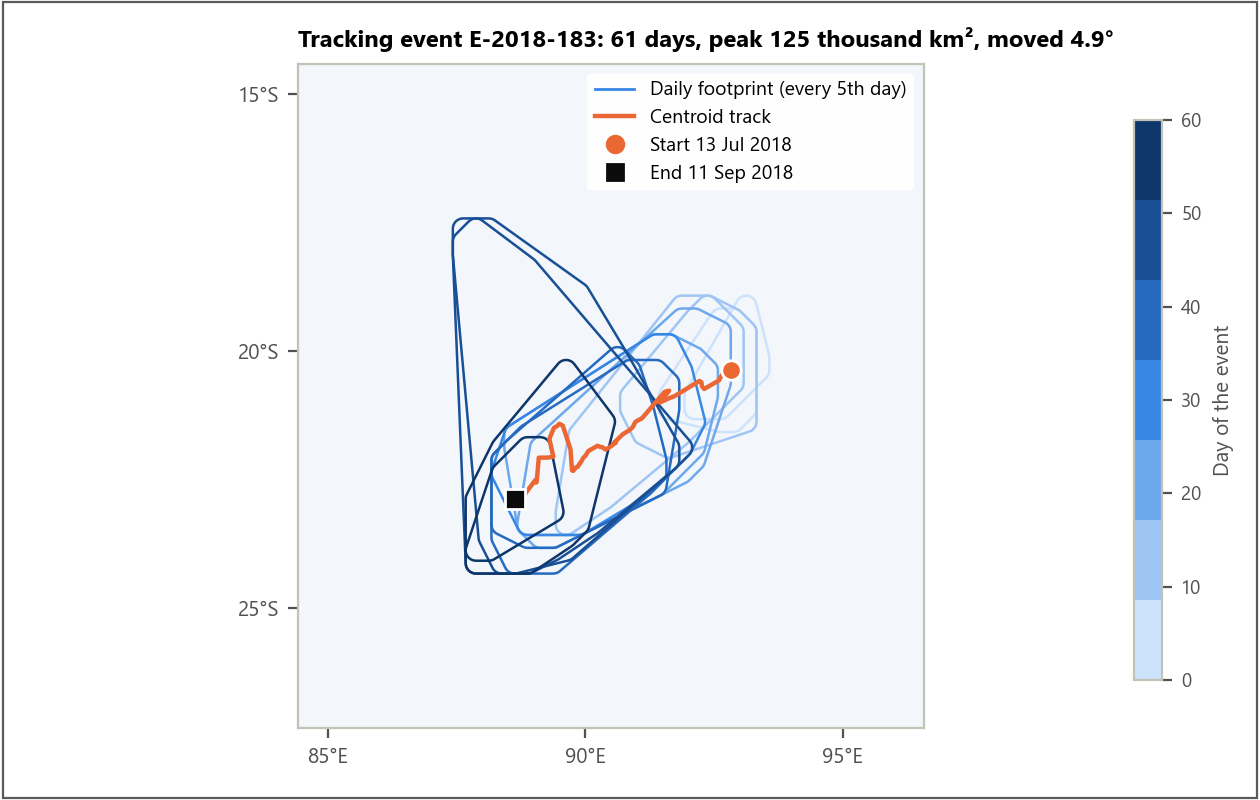 Tracking event E-2018-183: 61 days, peak 125 thousand km², moved 4.9°
Daily footprint (every 5th day)
Centroid track
Start 13 Jul 2018
End 11 Sep 2018
15°S
20°S
25°S
85°E
90°E
95°E
60
50
40
30
20
10
0
Day of the event